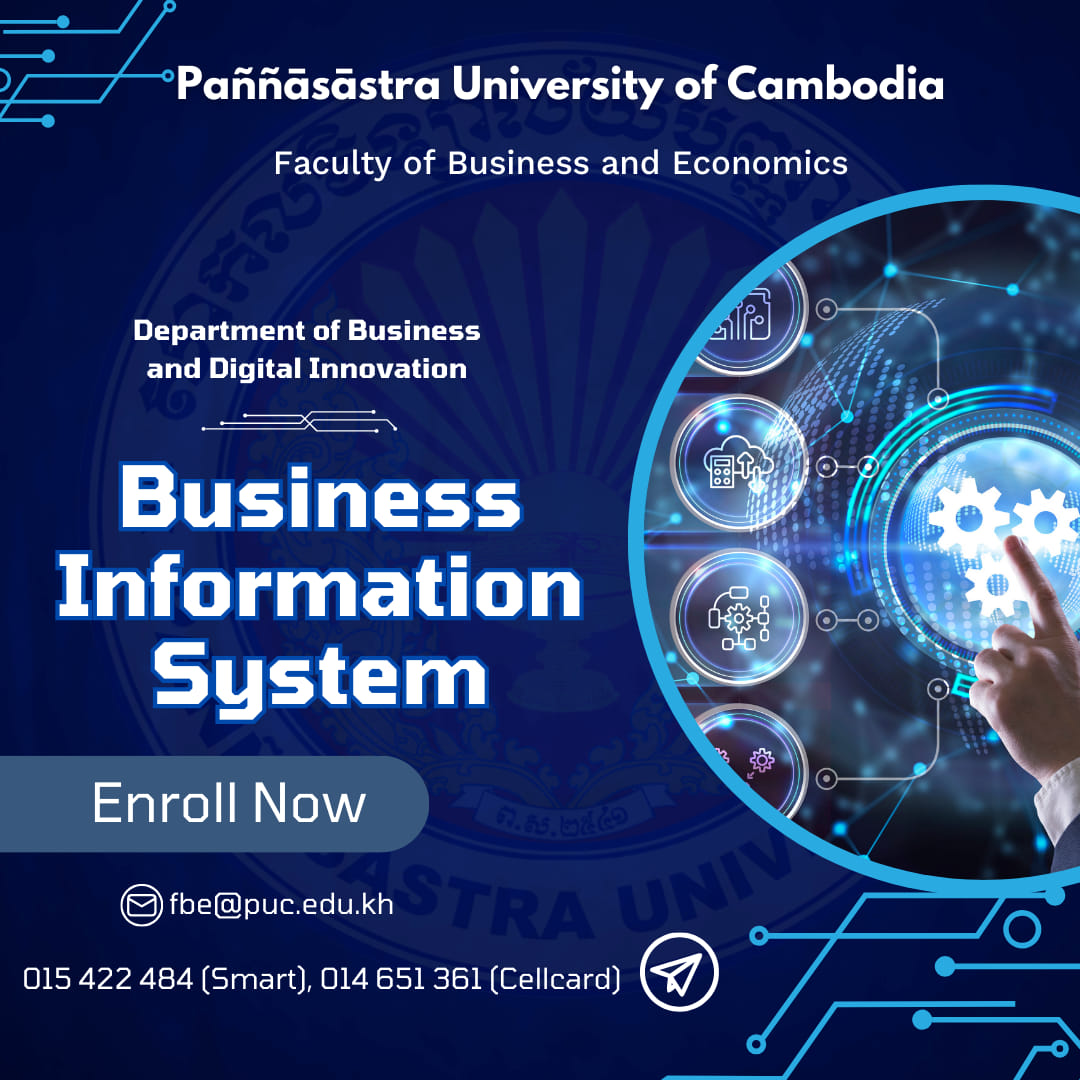 Paññāsāstra University of Cambodia
Faculty of Business and Economics
Department of Business
and Digital Innovation
Business
Information
System
Enroll Now
fbe@puc.edu.kh
015 422 484 (Smart), 014 651 361 (Cellcard)